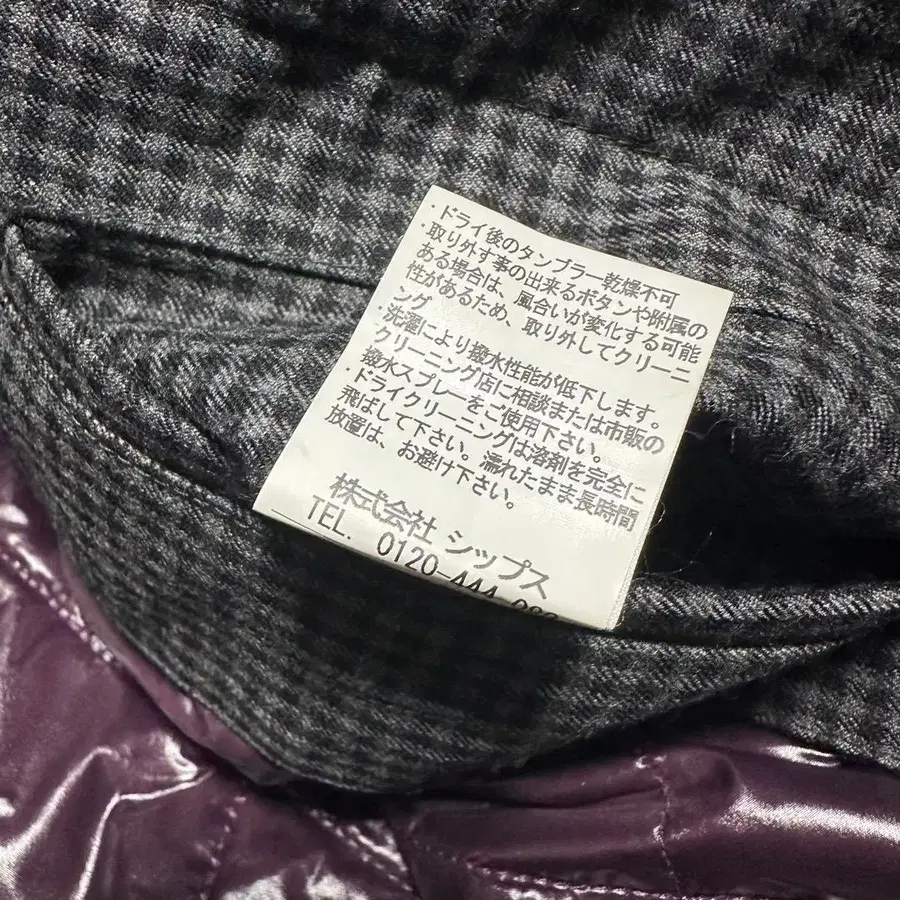 ・ドライ後のタンブラー乾燥不可
・取り外す事の出来るボタンや附属の
ある場合は、風合いが変化する可能
性があるため、取り外してクリーニ
ング
・洗濯により撥水性能が低下します。
クリーニング店に相談または市販の
撥水スプレーをご使用下さい。
・ドライクリーニングは溶剤を完全に
飛ばして下さい。濡れたまま長時間
放置は、お避け下さい。
株式会社 シップス
TEL. 0120-444-